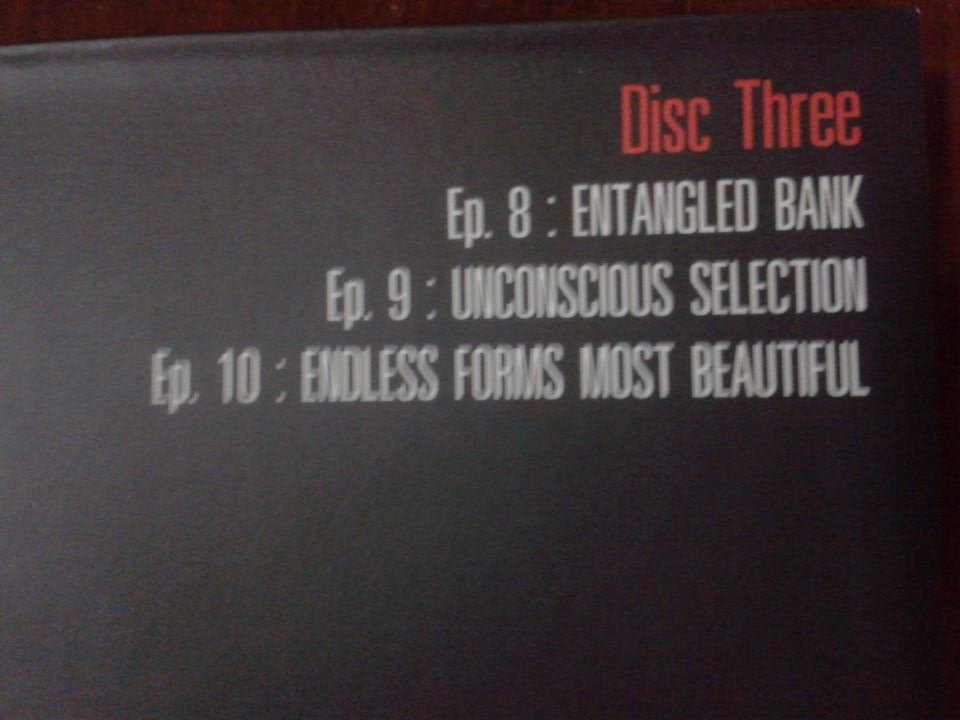 Disc Three
Ep. 8 : ENTANGLED BANK
Ep. 9 : UNCONSCIOUS SELECTION
Ep. 10 : ENDLESS FORMS MOST BEAUTIFUL